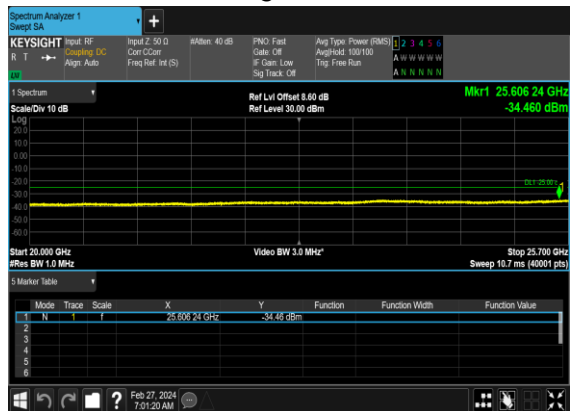 Spectrum Analyzer 1
Swept SA
+
KEYSIGHT Input: RF Input Z: 50 Ω #Atten: 40 dB PNO: Fast Avg Type: Power (RMS) 1 2 3 4 5 6
R T Coupling: DC Corr CCorr Gate: Off Avg|Hold: 100/100 A W W W W W
Align: Auto Freq Ref: Int (S) IF Gain: Low Trig: Free Run
LW Sig Track: Off A N N N N N
1 Spectrum Ref Lvl Offset 8.60 dB Mkr1 25.606 24 GHz
Scale/Div 10 dB Ref Level 30.00 dBm -34.460 dBm
Log
20.0
10.0
0.00
-10.0
-20.0
DL1 -25.00
1
-30.0
-40.0
-50.0
-60.0
Start 20.000 GHz Video BW 3.0 MHz* Stop 25.700 GHz
#Res BW 1.0 MHz Sweep 10.7 ms (40001 pts)
5 Marker Table
Mode Trace Scale X Y Function Function Width Function Value
1 N 1 f 25.606 24 GHz -34.46 dBm
2
3
4
5
6
? Feb 27, 2024
7:01:20 AM